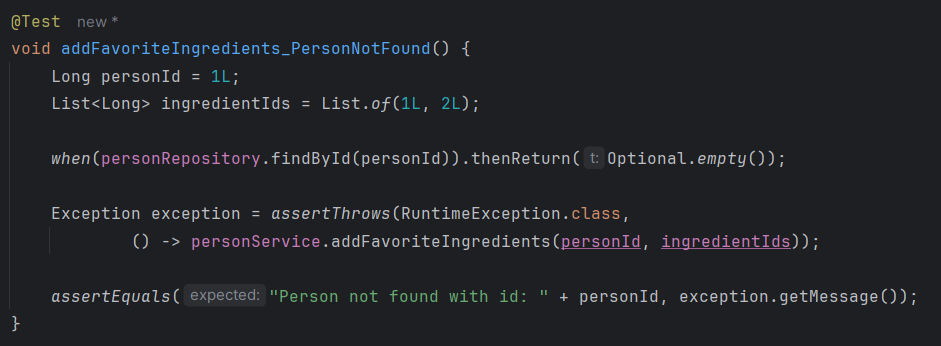 @Test new *
void addFavoriteIngredients_PersonNotFound() {
    Long personId = 1L;
    List<Long> ingredientIds = List.of(1L, 2L);

    when(personRepository.findById(personId)).thenReturn( t: Optional.empty());

    Exception exception = assertThrows(RuntimeException.class,
            () -> personService.addFavoriteIngredients(personId, ingredientIds));

    assertEquals( expected: "Person not found with id: " + personId, exception.getMessage());
}